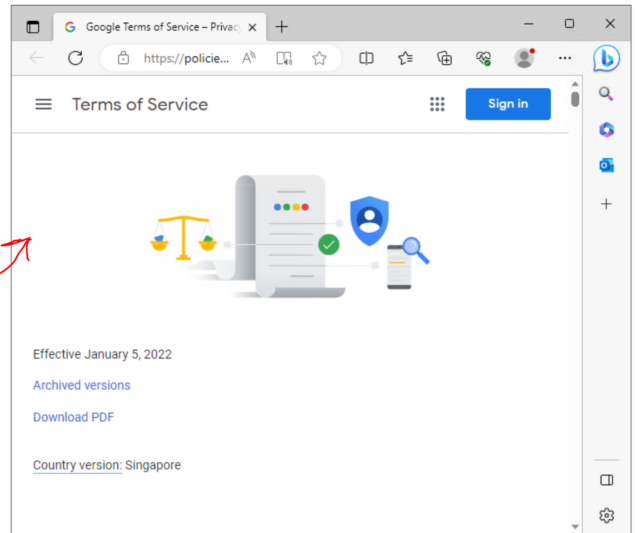 Google Terms of Service – Privac
https://policie...
Terms of Service
Sign in
Effective January 5, 2022
Archived versions
Download PDF
Country version: Singapore